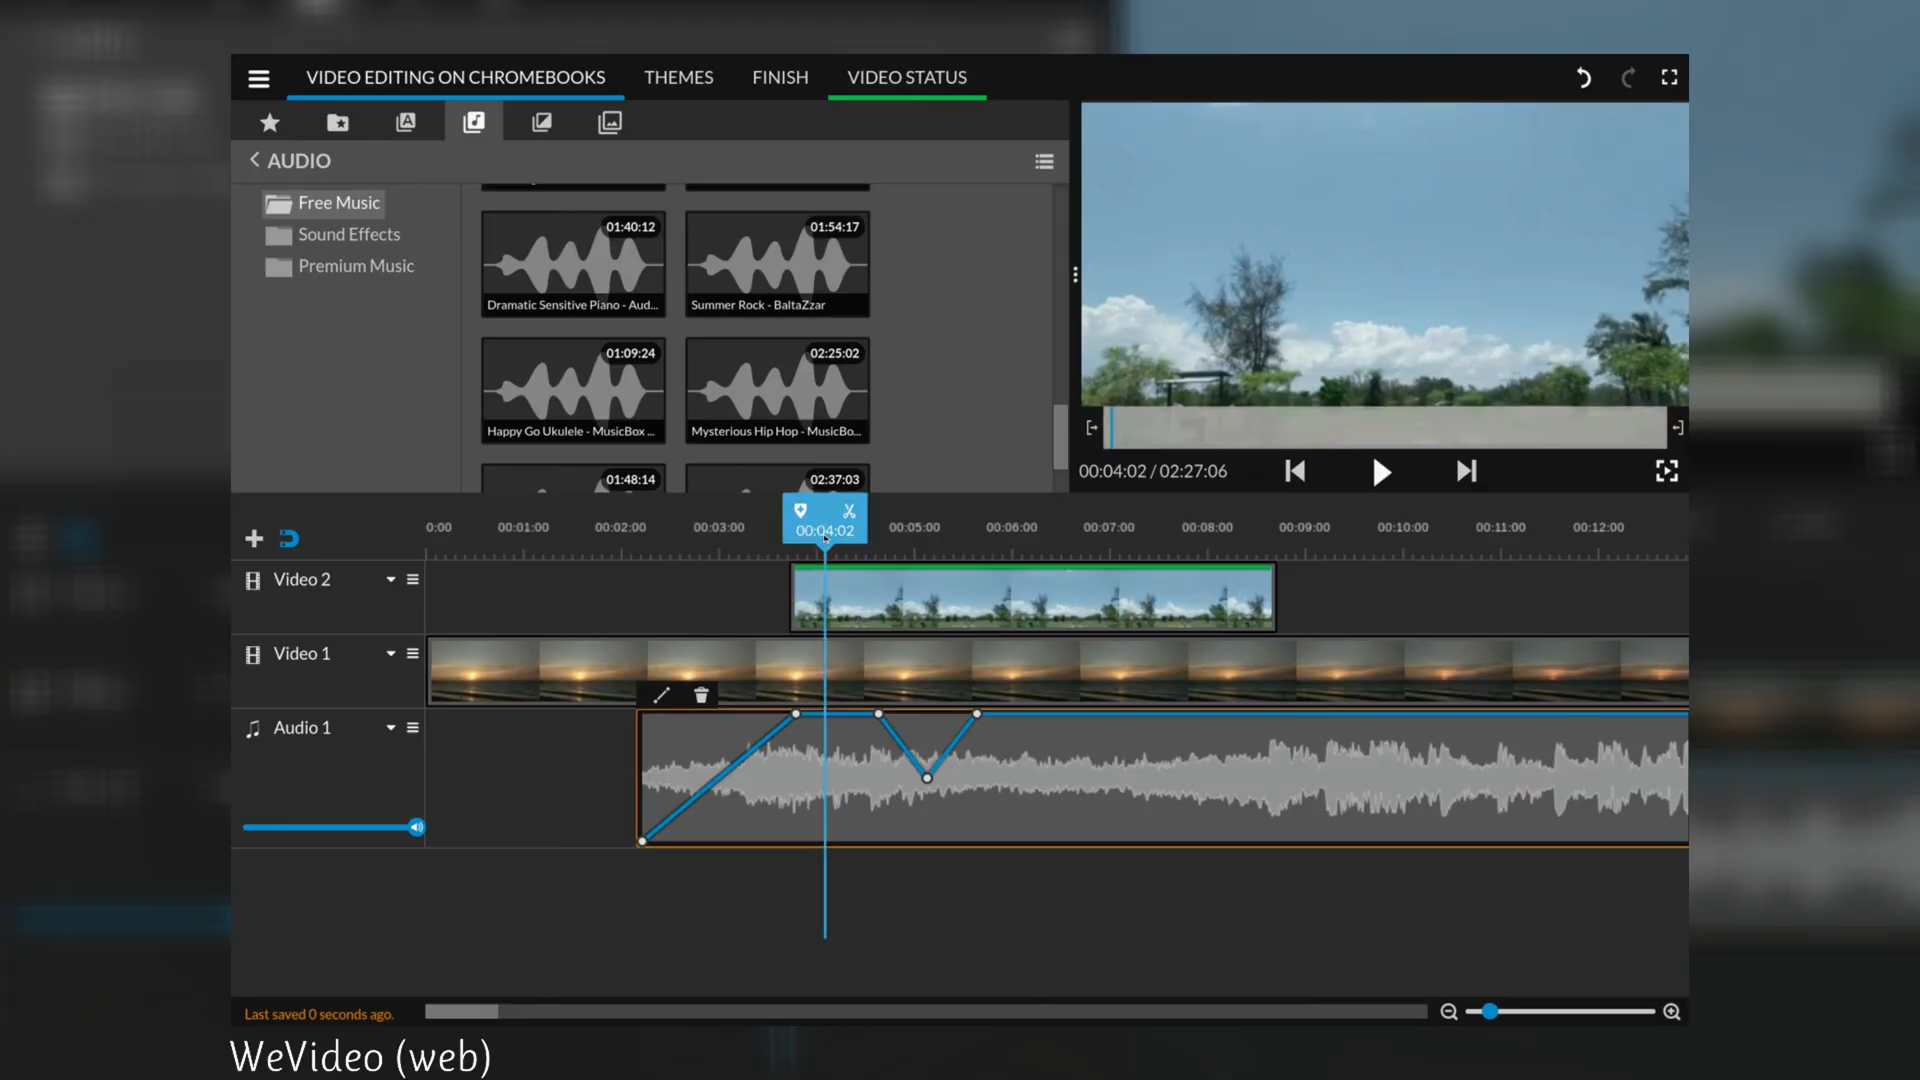 VIDEO EDITING ON CHROMEBOOKS THEMES FINISH VIDEO STATUS
AUDIO
Free Music
Sound Effects
Premium Music
01:40:12
Dramatic Sensitive Piano - Aud...
01:54:17
Summer Rock - BaltaZzar
01:09:24
Happy Go Ukulele - MusicBox ...
02:25:02
Mysterious Hip Hop - MusicBo...
01:48:14
02:37:03
00:04:02 / 02:27:06
0:00 00:01:00 00:02:00 00:03:00 00:04:02 00:05:00 00:06:00 00:07:00 00:08:00 00:09:00 00:10:00 00:11:00 00:12:00
Video 2
Video 1
Audio 1
Last saved 0 seconds ago.
WeVideo (web)